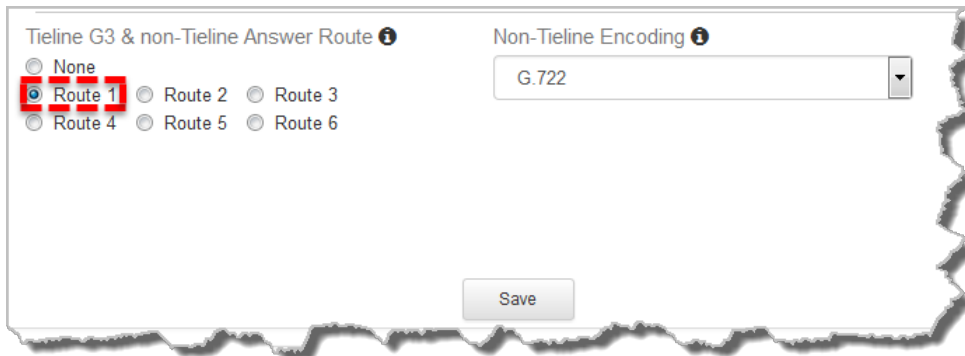 Tieline G3 & non-Tieline Answer Route
None
Route 1 Route 2 Route 3
Route 4 Route 5 Route 6
Non-Tieline Encoding
G.722
Save